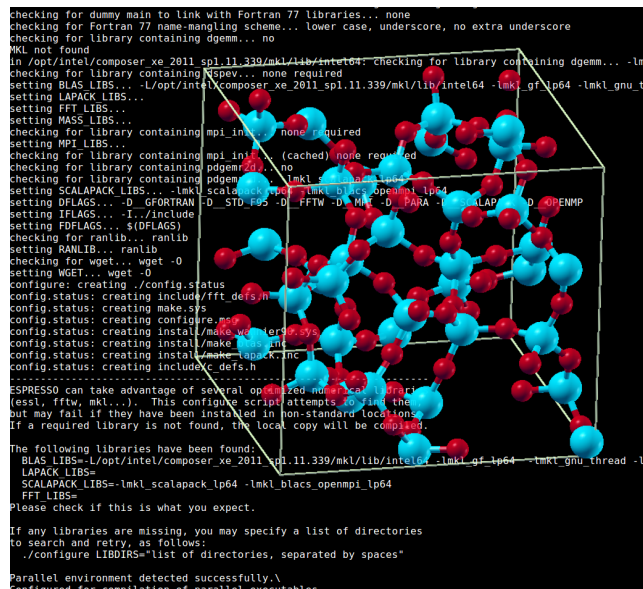 checking for dummy main to link with Fortran 77 libraries... none
checking for Fortran 77 name-mangling scheme... lower case, underscore, no extra underscore
checking for library containing dgemm... no
MKL not found
in /opt/intel/composer_xe_2011_sp1.11.339/mkl/lib/intel64: checking for library containing dgemm... -lm
checking for library containing dspev... none required
setting BLAS_LIBS... -L/opt/intel/composer_xe_2011_sp1.11.339/mkl/lib/intel64 -lmkl_gf_lp64 -lmkl_gnu_t
setting LAPACK_LIBS...
setting FFT_LIBS...
setting MASS_LIBS...
checking for library containing mpi_init... none required
setting MPI_LIBS...
checking for library containing mpi_init... (cached) none required
checking for library containing pdgemr2d... no
checking for library containing -lmkl_scalapack_lp64
setting SCALAPACK_LIBS... -lmkl_scalapack_lp64 -lmkl_blacs_openmpi_lp64
setting DFLAGS... -D__GFORTRAN -D__STD_F95 -D__FFTW -D__MPI -D__PARA -D__SCALAPACK -D__OPENMP
setting IFLAGS... -I../include
setting FDFLAGS... $(DFLAGS)
checking for ranlib... ranlib
setting RANLIB... ranlib
checking for wget... wget -O
setting WGET... wget -O
configure: creating ./config.status
config.status: creating include/fft_defs.h
config.status: creating make.sys
config.status: creating configure.msg
config.status: creating install/make_wannier90.sys
config.status: creating install/make_blas.inc
config.status: creating install/make_lapack.inc
config.status: creating include/c_defs.h
ESPRESSO can take advantage of several optimized numerical libraries
(essl, fftw, mkl...). This configure script attempts to find them,
but may fail if they have been installed in non-standard locations.
If a required library is not found, the local copy will be compiled.
The following libraries have been found:
BLAS_LIBS=-L/opt/intel/composer_xe_2011_sp1.11.339/mkl/lib/intel64 -lmkl_gf_lp64 -lmkl_gnu_thread -l
LAPACK_LIBS=
SCALAPACK_LIBS=-lmkl_scalapack_lp64 -lmkl_blacs_openmpi_lp64
FFT_LIBS=
Please check if this is what you expect.
If any libraries are missing, you may specify a list of directories
to search and retry, as follows:
./configure LIBDIRS="list of directories, separated by spaces"
Parallel environment detected successfully.\
Configured for compilation of parallel executables